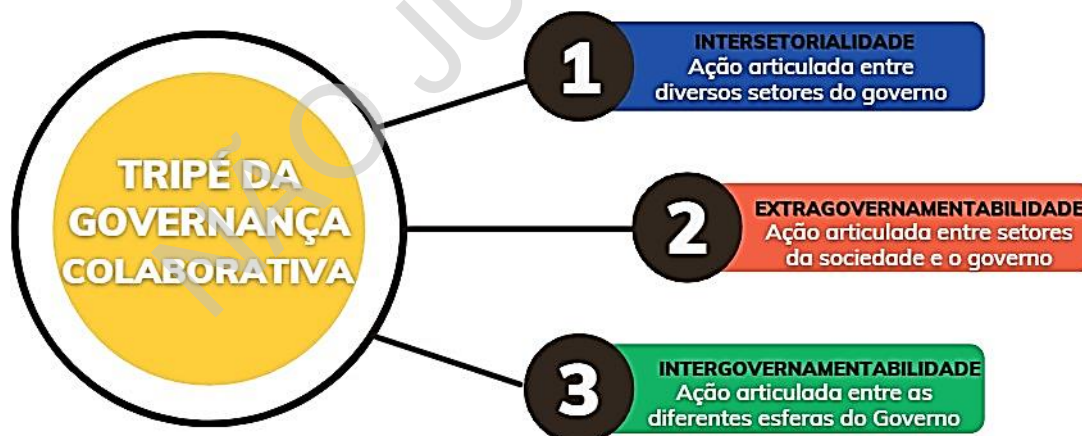 TRIPÉ DA
GOVERNANÇA
COLABORATIVA
1
INTERSETORIALIDADE
Ação articulada entre
diversos setores do governo
2
EXTRAGOVERNAMENTABILIDADE
Ação articulada entre setores
da sociedade e o governo
3
INTERGOVERNAMENTABILIDADE
Ação articulada entre as
diferentes esferas do Governo
NÃO